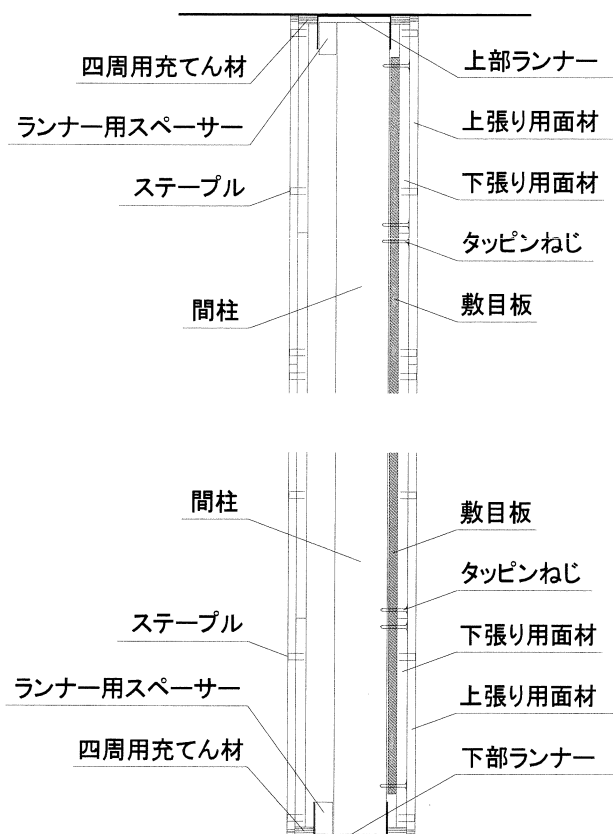 四周用充てん材
上部ランナー
ランナー用スペーサー
上張り用面材
ステープル
下張り用面材
タッピンねじ
間柱
敷目板
間柱
敷目板
タッピンねじ
ステープル
下張り用面材
ランナー用スペーサー
上張り用面材
四周用充てん材
下部ランナー